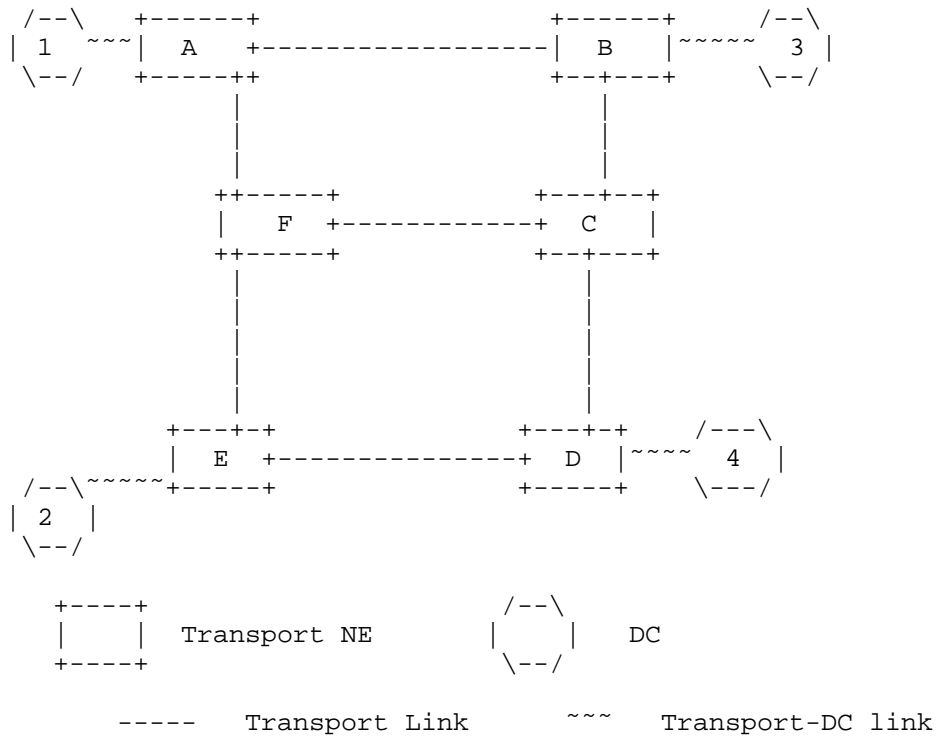 1 A B 3
F C
E D 4
2
Transport NE DC
Transport Link Transport-DC link